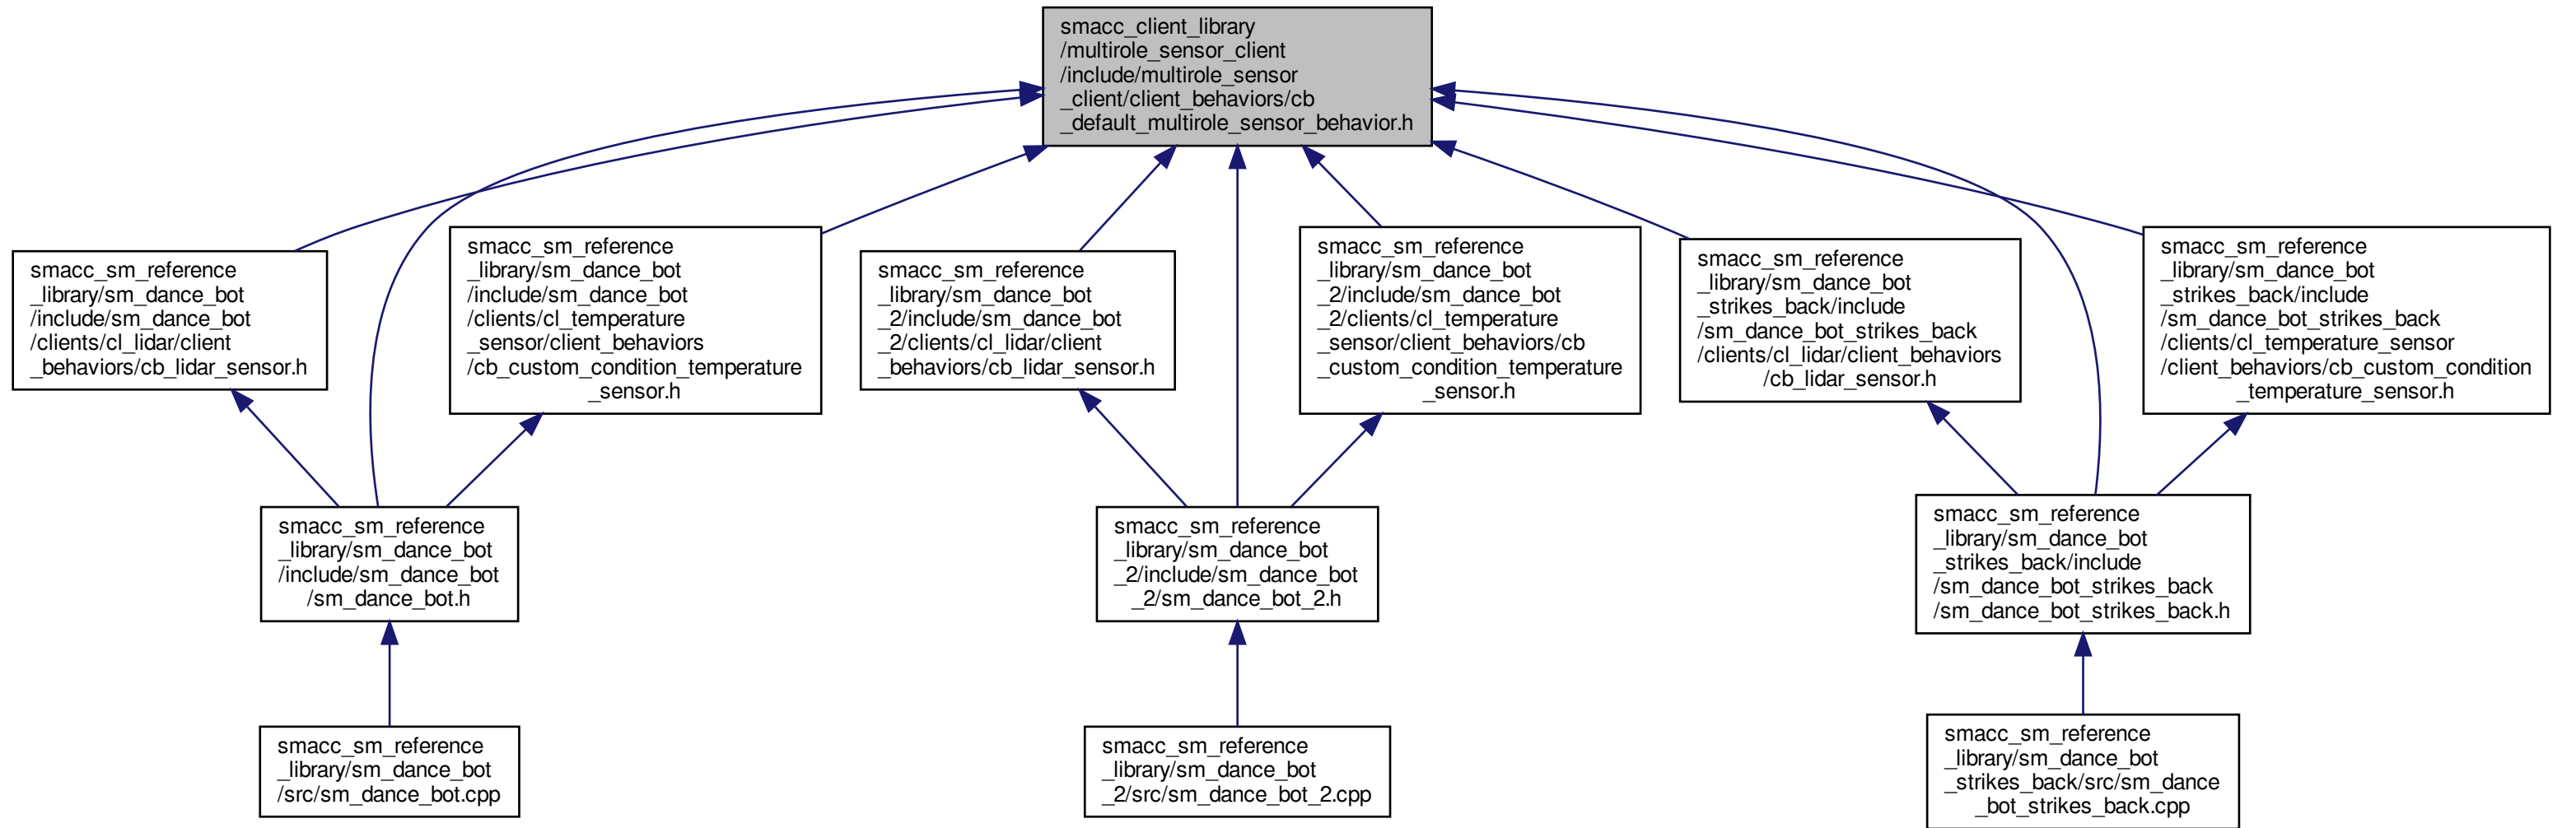 smacc_client_library
/multirole_sensor_client
/include/multirole_sensor
_client/client_behaviors/cb
_default_multirole_sensor_behavior.h
smacc_sm_reference
_library/sm_dance_bot
/include/sm_dance_bot
/clients/cl_lidar/client
_behaviors/cb_lidar_sensor.h
smacc_sm_reference
_library/sm_dance_bot
/include/sm_dance_bot
/clients/cl_temperature
_sensor/client_behaviors
/cb_custom_condition_temperature
_sensor.h
smacc_sm_reference
_library/sm_dance_bot
_2/include/sm_dance_bot
_2/clients/cl_lidar/client
_behaviors/cb_lidar_sensor.h
smacc_sm_reference
_library/sm_dance_bot
_2/include/sm_dance_bot
_2/clients/cl_temperature
_sensor/client_behaviors/cb
_custom_condition_temperature
_sensor.h
smacc_sm_reference
_library/sm_dance_bot
_strikes_back/include
/sm_dance_bot_strikes_back
/clients/cl_lidar/client_behaviors
/cb_lidar_sensor.h
smacc_sm_reference
_library/sm_dance_bot
_strikes_back/include
/sm_dance_bot_strikes_back
/clients/cl_temperature_sensor
/client_behaviors/cb_custom_condition
_temperature_sensor.h
smacc_sm_reference
_library/sm_dance_bot
/include/sm_dance_bot
/sm_dance_bot.h
smacc_sm_reference
_library/sm_dance_bot
_2/include/sm_dance_bot
_2/sm_dance_bot_2.h
smacc_sm_reference
_library/sm_dance_bot
_strikes_back/include
/sm_dance_bot_strikes_back
/sm_dance_bot_strikes_back.h
smacc_sm_reference
_library/sm_dance_bot
/src/sm_dance_bot.cpp
smacc_sm_reference
_library/sm_dance_bot
_2/src/sm_dance_bot_2.cpp
smacc_sm_reference
_library/sm_dance_bot
_strikes_back/src/sm_dance
_bot_strikes_back.cpp